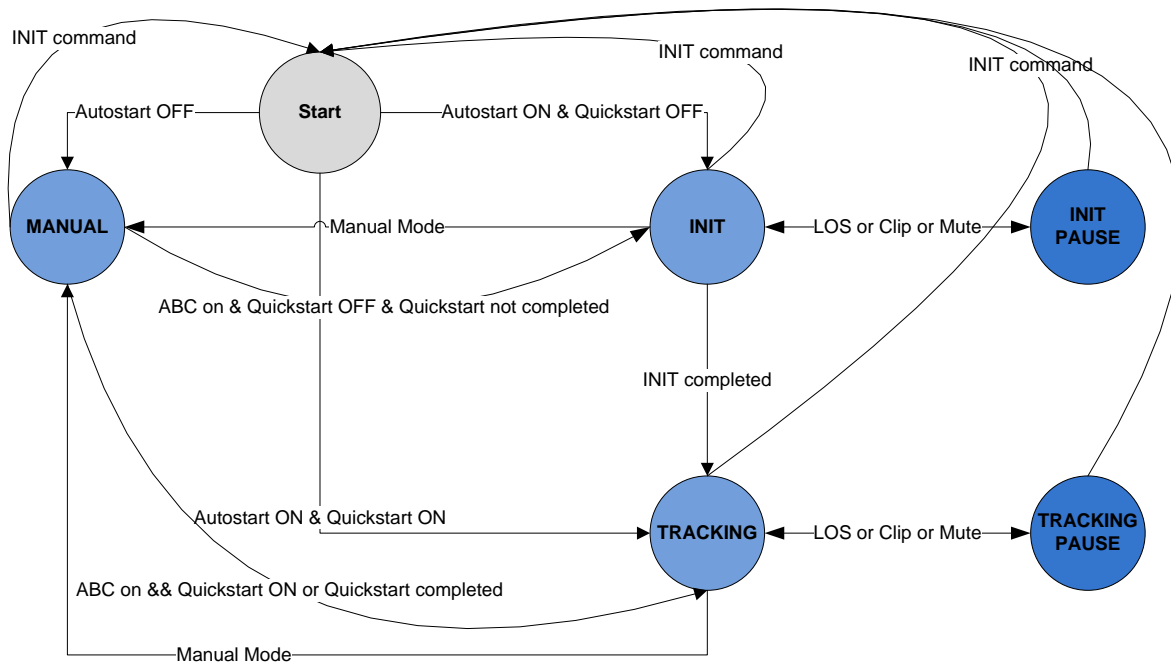 INIT command
INIT command
INIT command
Autostart OFF
Start
Autostart ON & Quickstart OFF
MANUAL
Manual Mode
INIT
LOS or Clip or Mute
INIT
PAUSE
ABC on & Quickstart OFF & Quickstart not completed
INIT completed
Autostart ON & Quickstart ON
TRACKING
LOS or Clip or Mute
TRACKING
PAUSE
ABC on && Quickstart ON or Quickstart completed
Manual Mode